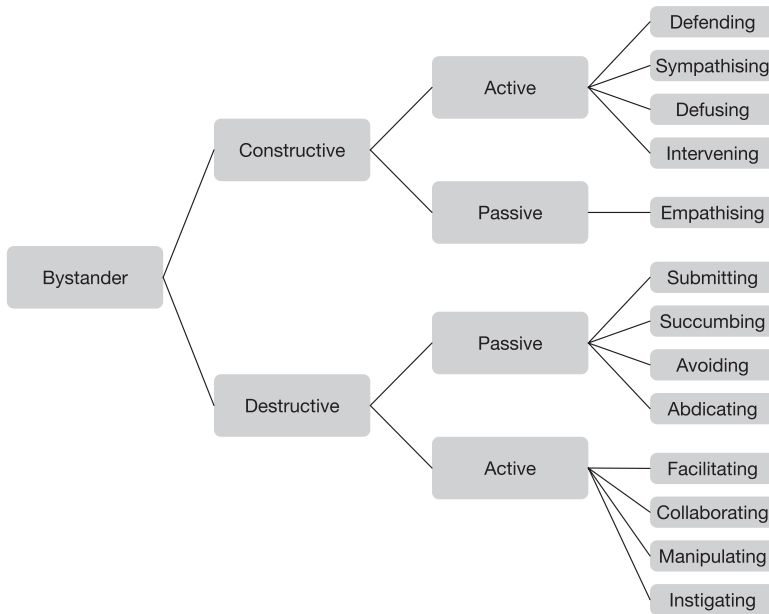 Bystander
Constructive
Active
Defending
Sympathising
Defusing
Intervening
Passive
Empathising
Destructive
Passive
Submitting
Succumbing
Avoiding
Abdicating
Active
Facilitating
Collaborating
Manipulating
Instigating